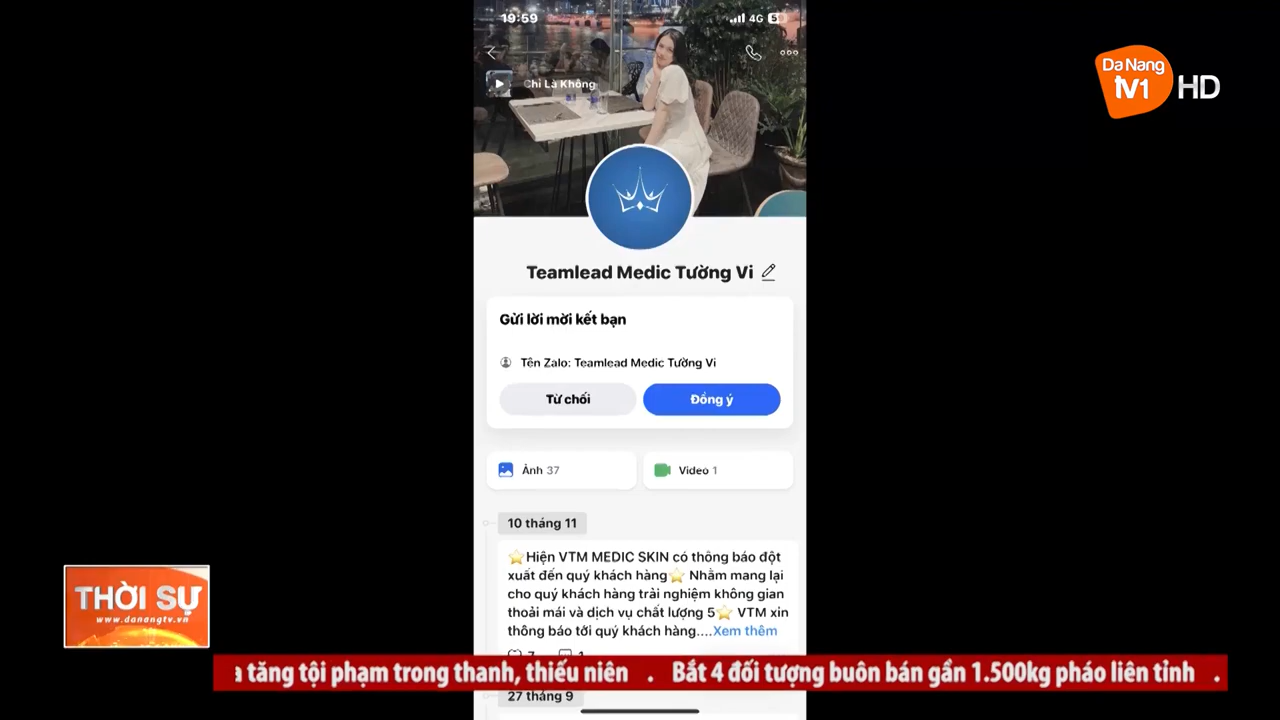 19:59
4G
5
Chỉ Là Không
Da Nang
TV1 HD
Teamlead Medic Tường Vi
Gửi lời mời kết bạn
Tên Zalo: Teamlead Medic Tường Vi
Từ chối
Đồng ý
Ảnh 37
Video 1
10 tháng 11
⭐Hiện VTM MEDIC SKIN có thông báo đột
xuất đến quý khách hàng⭐ Nhằm mang lại
cho quý khách hàng trải nghiệm không gian
thoải mái và dịch vụ chất lượng 5⭐ VTM xin
thông báo tới quý khách hàng....Xem thêm
7
1
THỜI SỰ
www.danangtv.vn
a tăng tội phạm trong thanh, thiếu niên . Bắt 4 đối tượng buôn bán gần 1.500kg pháo liên tỉnh .
27 tháng 9